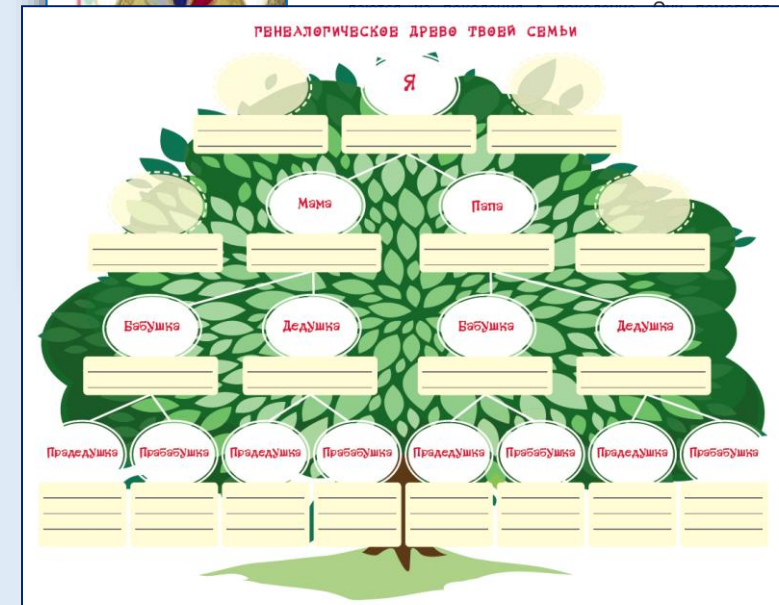 ГЕНЕАЛОГИЧЕСКОЕ ДРЕВО ТВОЕЙ СЕМЬИ
Я
Мама Папа
Бабушка Дедушка Бабушка Дедушка
Прадедушка Прабабушка Прадедушка Прабабушка Прадедушка Прабабушка Прадедушка Прабабушка